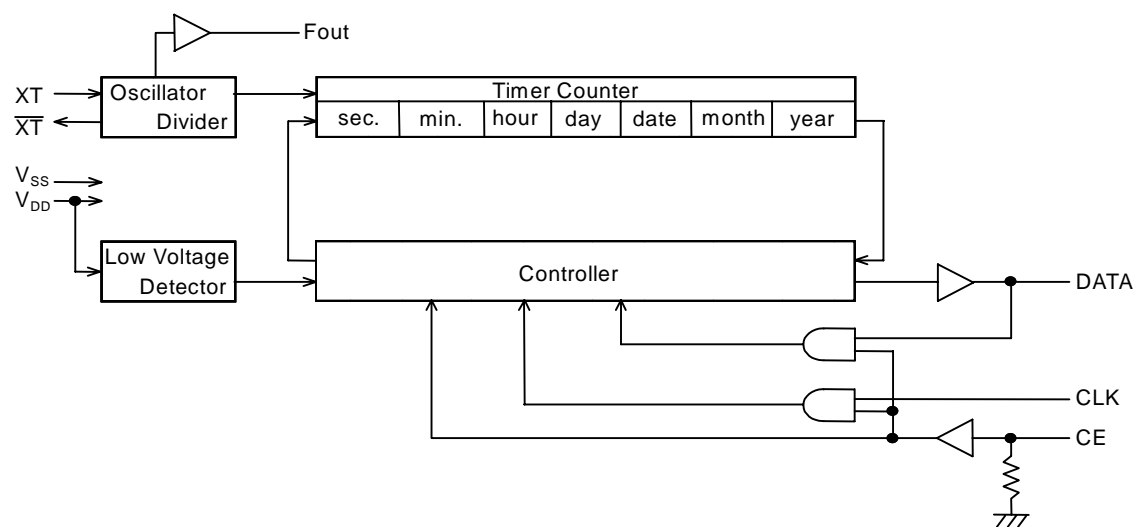 Fout
XT
Oscillator
Divider
X̅T̅
Timer Counter
sec. min. hour day date month year
VSS
VDD
Low Voltage
Detector
Controller
DATA
CLK
CE